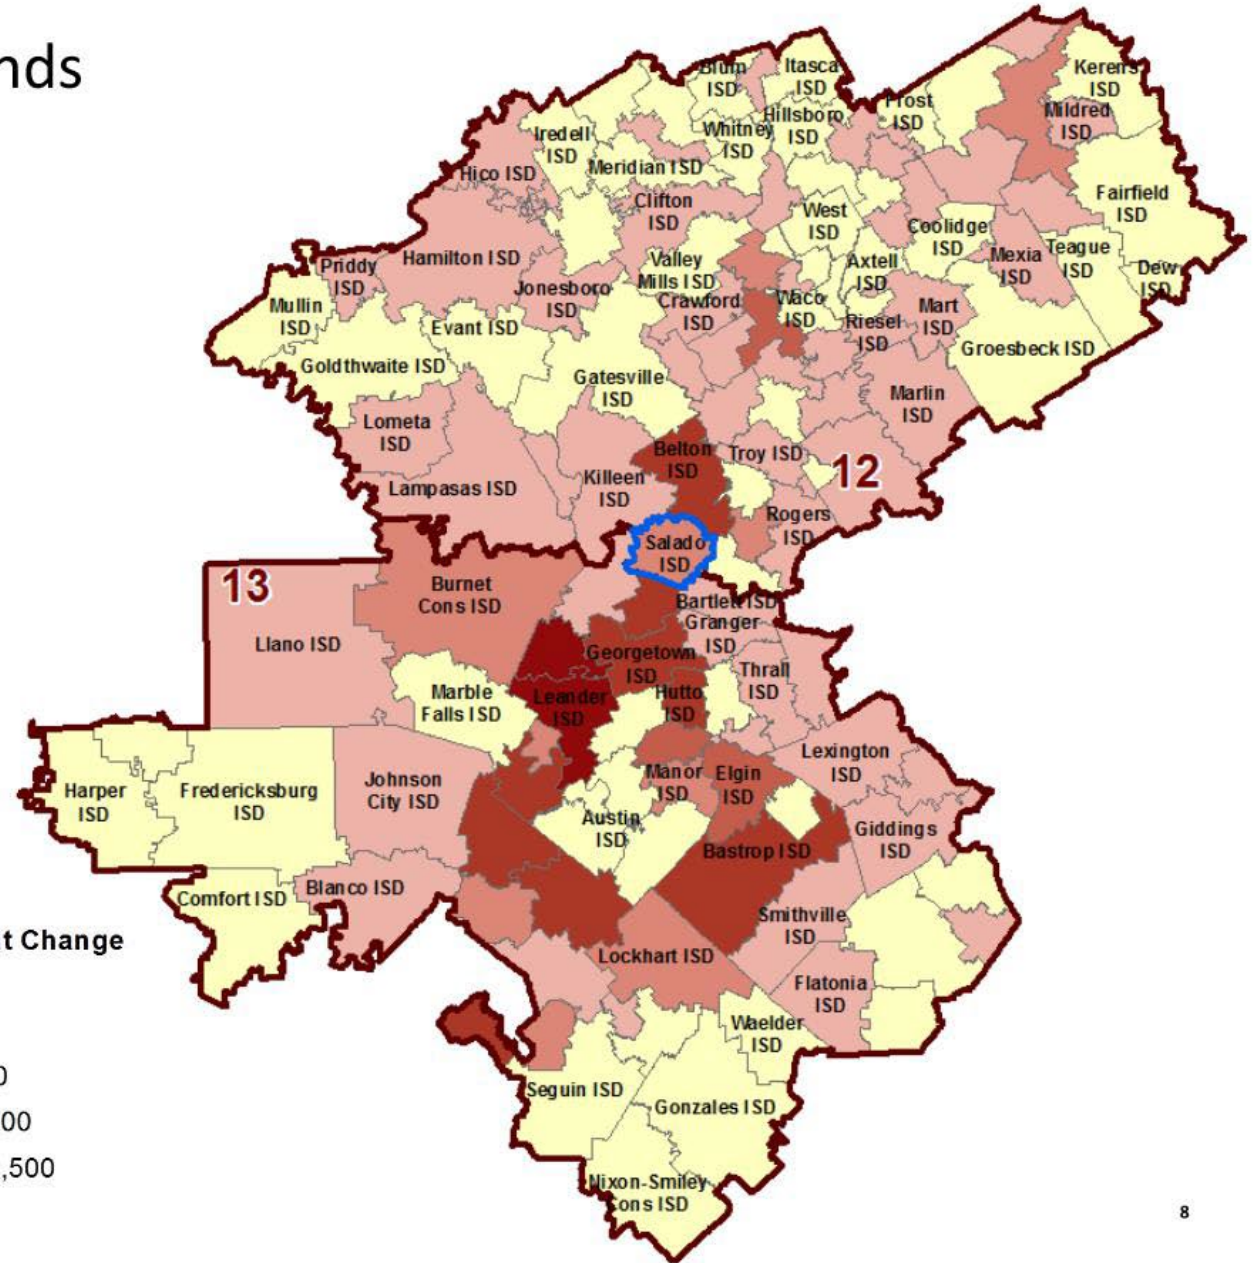 nds
Blum
ISD
Itasca
ISD
Kerens
ISD
Frost
ISD
Mildred
ISD
Hillsboro
ISD
Whitney
ISD
Iredell
ISD
Meridian ISD
Hico ISD
Clifton
ISD
Fairfield
ISD
West
ISD
Coolidge
ISD
Hamilton ISD
Valley
Mills ISD
Axtell
ISD
Mexia
ISD
Teague
ISD
Dew
ISD
Priddy
ISD
Jonesboro
ISD
Crawford
ISD
Waco
ISD
Mullin
ISD
Evant ISD
Riesel
ISD
Mart
ISD
Groesbeck ISD
Goldthwaite ISD
Gatesville
ISD
Marlin
ISD
Lometa
ISD
Belton
ISD
Troy ISD
12
Lampasas ISD
Killeen
ISD
Rogers
ISD
Salado
ISD
13
Burnet
Cons ISD
Bartlett ISD
Granger
ISD
Llano ISD
Georgetown
ISD
Thrall
ISD
Marble
Falls ISD
Leander
ISD
Hutto
ISD
Lexington
ISD
Harper
ISD
Fredericksburg
ISD
Johnson
City ISD
Manor
ISD
Elgin
ISD
Austin
ISD
Giddings
ISD
Bastrop ISD
Comfort ISD
Blanco ISD
Smithville
ISD
t Change
Lockhart ISD
Flatonia
ISD
Waelder
ISD
0
00
,500
Seguin ISD
Gonzales ISD
Nixon-Smiley
Cons ISD
8